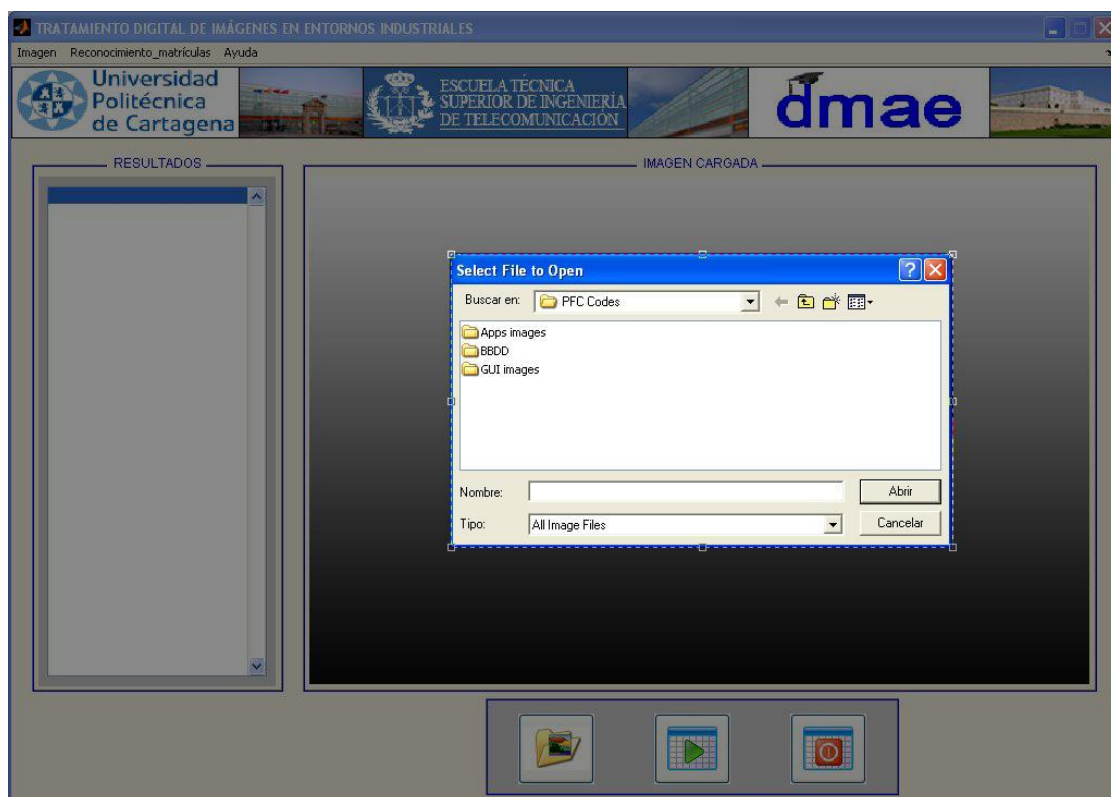 TRATAMIENTO DIGITAL DE IMÁGENES EN ENTORNOS INDUSTRIALES
Imagen Reconocimiento_matrículas Ayuda
Universidad
Politécnica
de Cartagena
ESCUELA TÉCNICA
SUPERIOR DE INGENIERÍA
DE TELECOMUNICACIÓN
dmae
RESULTADOS
IMAGEN CARGADA
Select File to Open
Buscar en: PFC Codes
Apps images
BBDD
GUI images
Nombre:
Abrir
Tipo: All Image Files
Cancelar